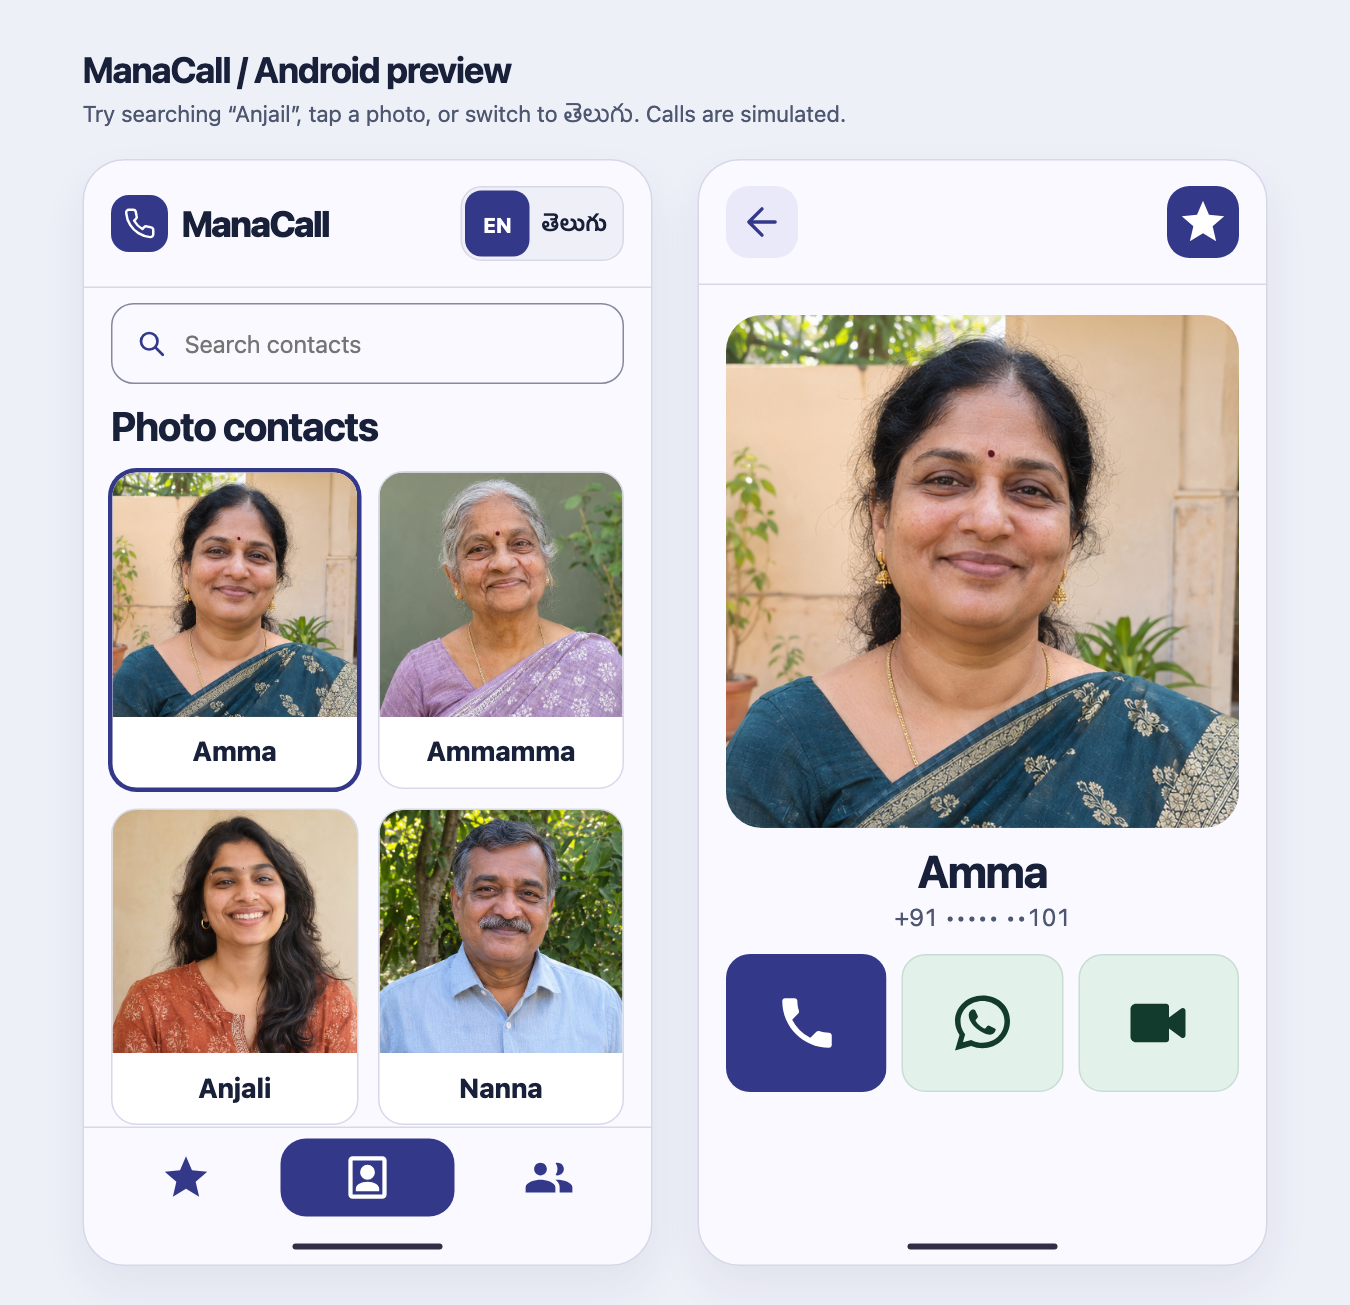 ManaCall / Android preview
Try searching “Anjail”, tap a photo, or switch to తెలుగు. Calls are simulated.
ManaCall
EN తెలుగు
Search contacts
Photo contacts
Amma
Ammamma
Anjali
Nanna
Amma
+91 ••••• ••101